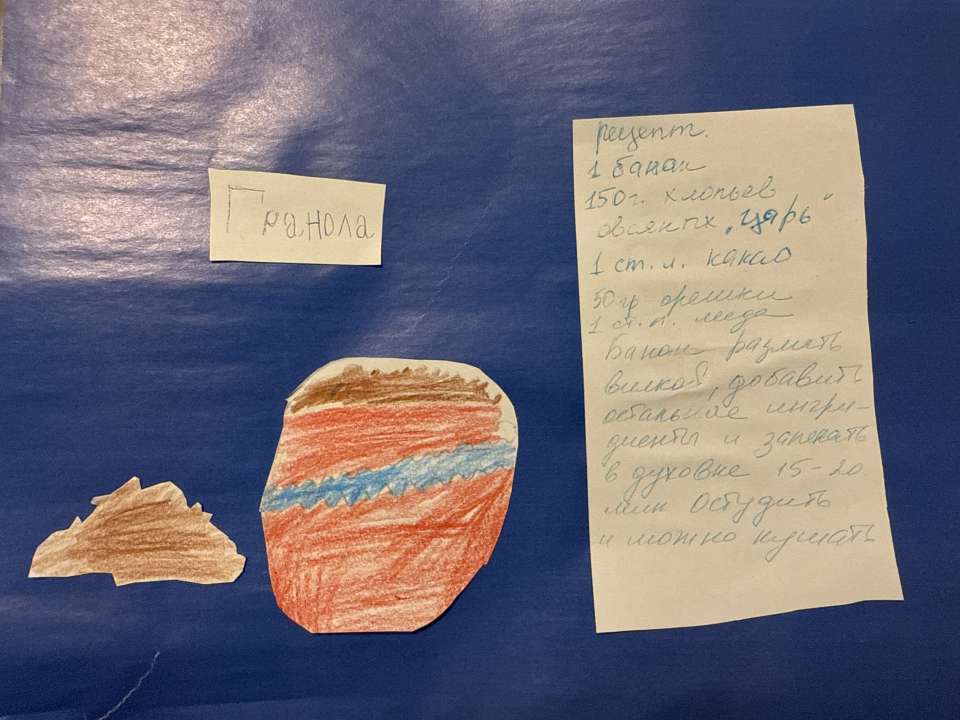 Гранола
рецепт.
1 банан
150г. хлопьев
овсяных „Царь"
1 ст. л. какао
50гр орешки
1 ст. л. меда
Банан размять
вилкой, добавить
остальные ингри-
диенты и запекать
в духовке 15-20
мин Остудить
и можно кушать